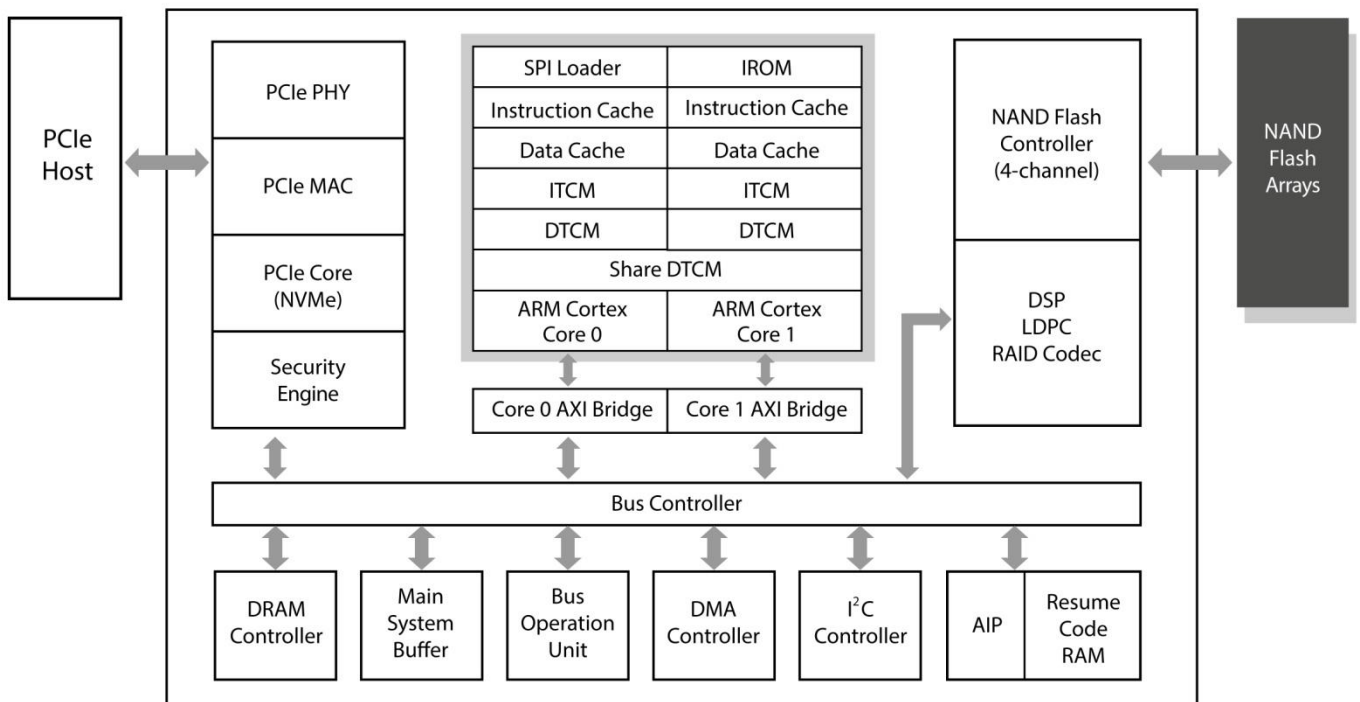 PCIe
Host
PCIe PHY
PCIe MAC
PCIe Core
(NVMe)
Security
Engine
SPI Loader
IROM
Instruction Cache
Instruction Cache
Data Cache
Data Cache
ITCM
ITCM
DTCM
DTCM
Share DTCM
ARM Cortex
Core 0
ARM Cortex
Core 1
Core 0 AXI Bridge
Core 1 AXI Bridge
NAND Flash
Controller
(4-channel)
DSP
LDPC
RAID Codec
NAND
Flash
Arrays
Bus Controller
DRAM
Controller
Main
System
Buffer
Bus
Operation
Unit
DMA
Controller
I²C
Controller
AIP
Resume
Code
RAM